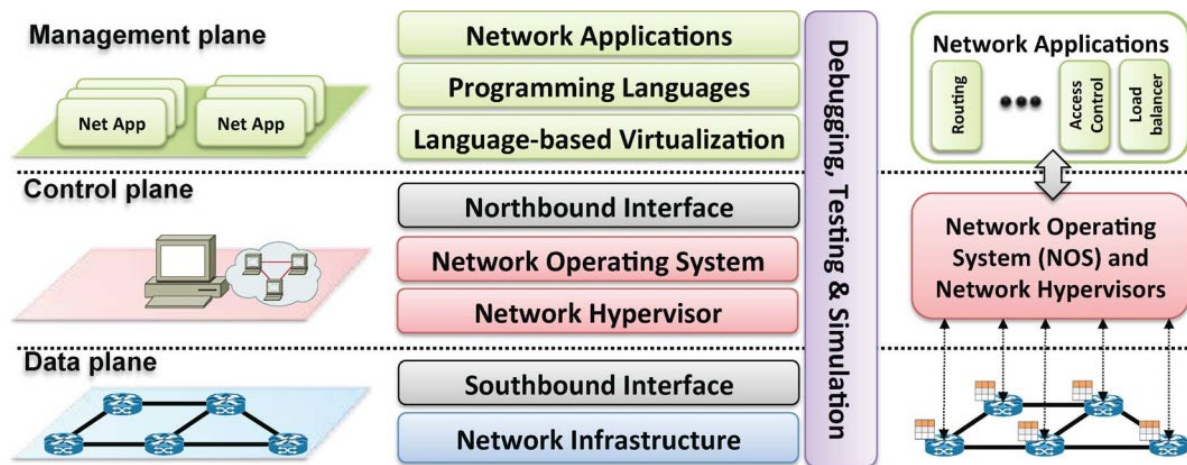 Management plane
Net App
Net App
Control plane
Data plane
Network Applications
Programming Languages
Language-based Virtualization
Northbound Interface
Network Operating System
Network Hypervisor
Southbound Interface
Network Infrastructure
Debugging, Testing & Simulation
Network Applications
Routing
Access
Control
Load
balancer
Network Operating
System (NOS) and
Network Hypervisors